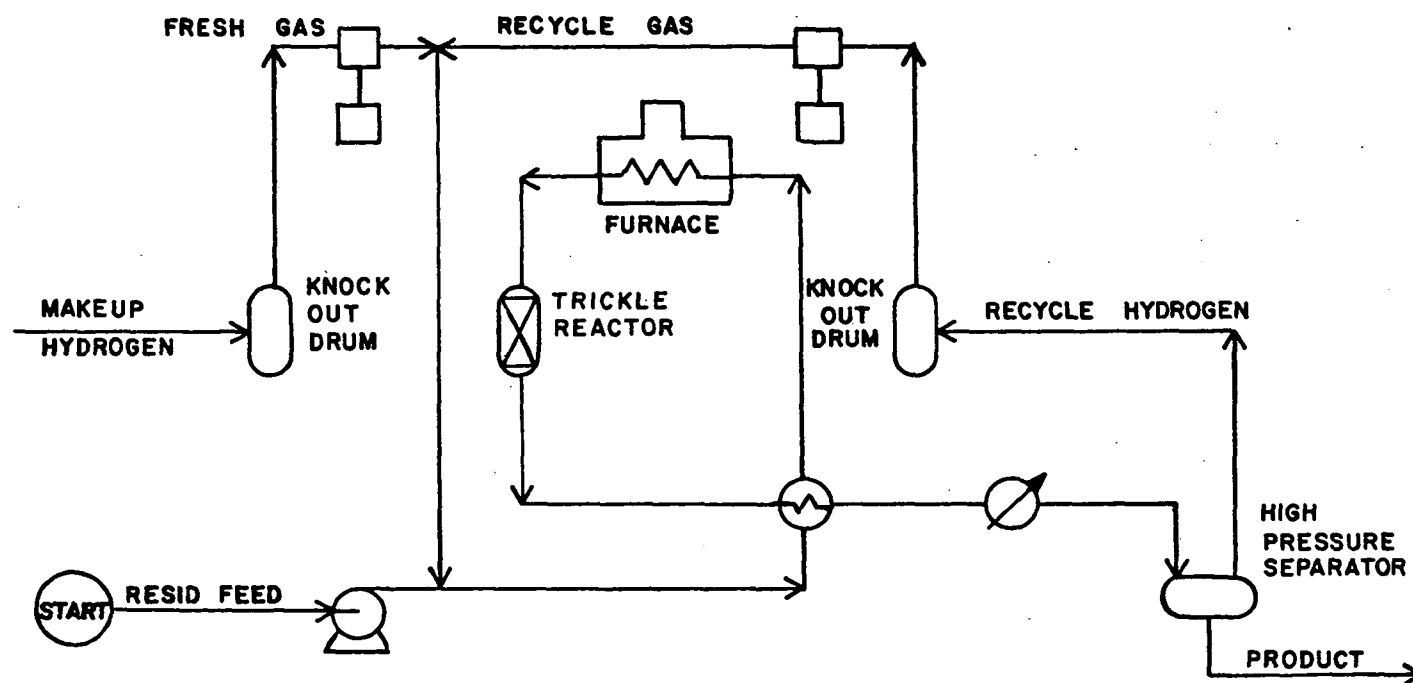 FRESH GAS
RECYCLE GAS
FURNACE
MAKEUP
HYDROGEN
KNOCK
OUT
DRUM
TRICKLE
REACTOR
KNOCK
OUT
DRUM
RECYCLE HYDROGEN
HIGH
PRESSURE
SEPARATOR
START
RESID FEED
PRODUCT